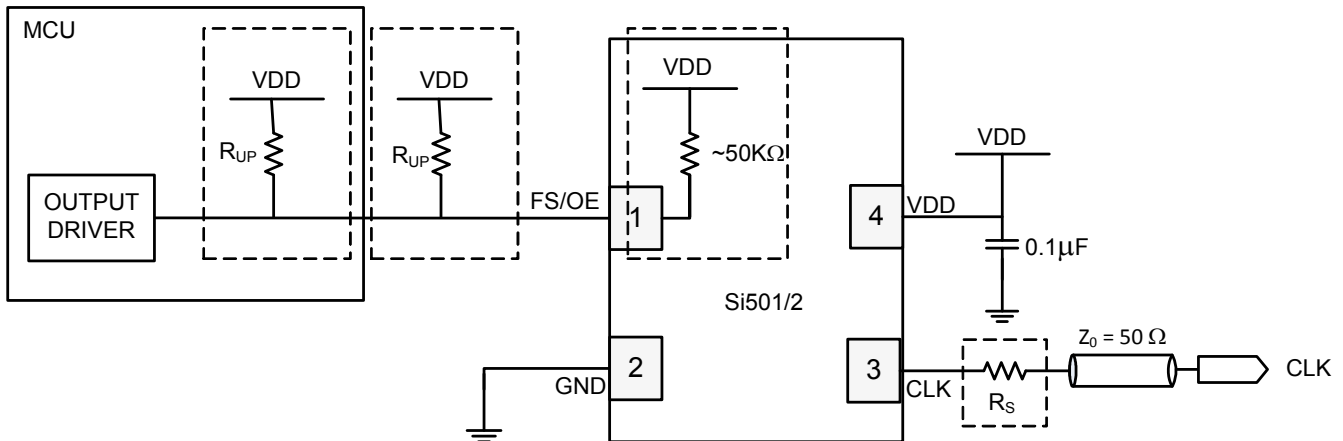 MCU
VDD
R_UP
OUTPUT
DRIVER
VDD
R_UP
FS/OE
1
VDD
~50KΩ
Si501/2
2
GND
4
VDD
VDD
0.1μF
3
CLK
R_S
Z_0 = 50 Ω
CLK